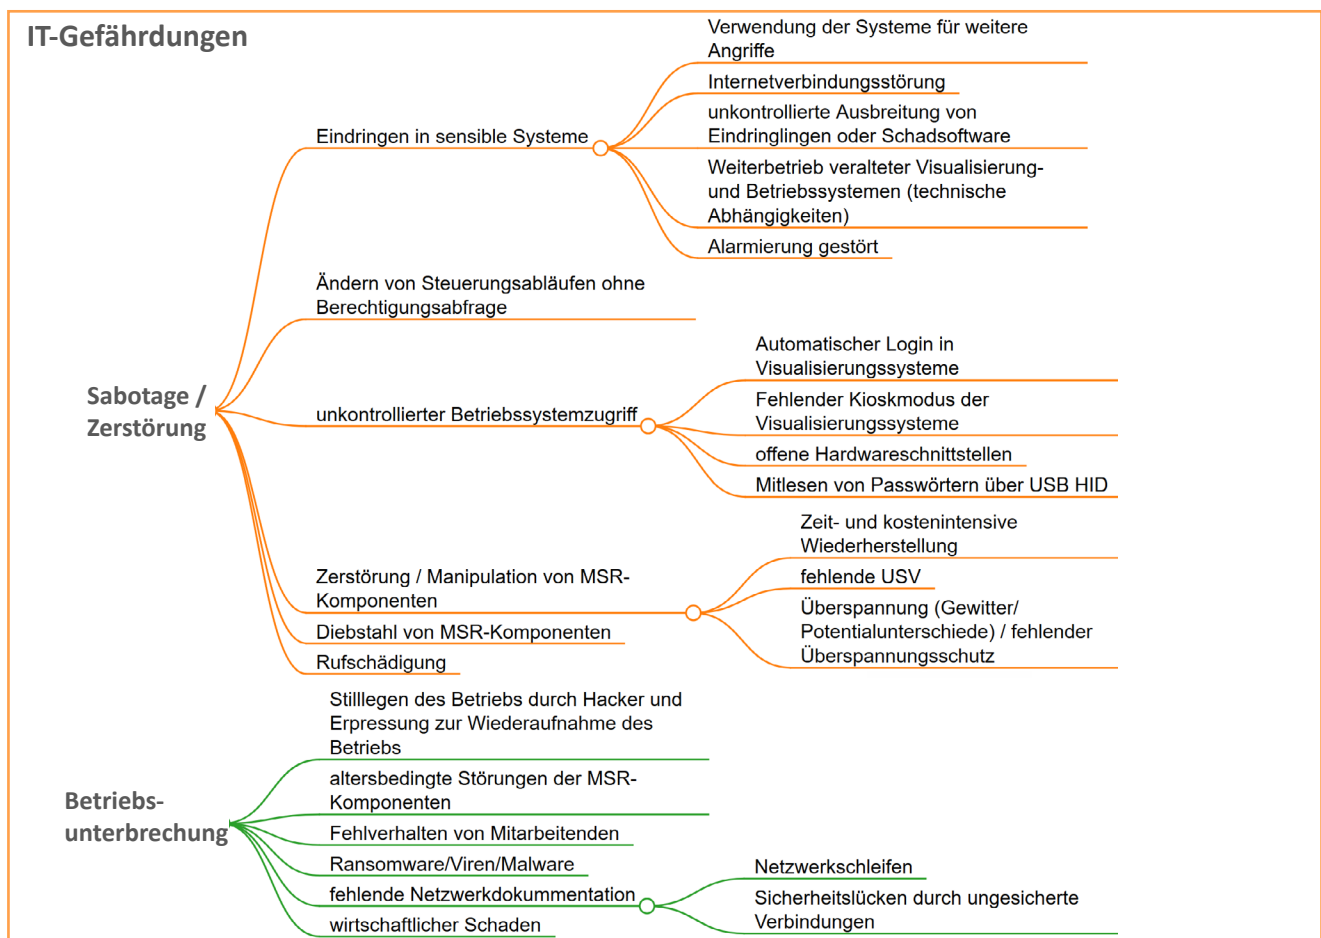 IT-Gefährdungen
Sabotage /
Zerstörung
Eindringen in sensible Systeme
Verwendung der Systeme für weitere
Angriffe
Internetverbindungsstörung
unkontrollierte Ausbreitung von
Eindringlingen oder Schadsoftware
Weiterbetrieb veralteter Visualisierung-
und Betriebssystemen (technische
Abhängigkeiten)
Alarmierung gestört
Ändern von Steuerungsabläufen ohne
Berechtigungsabfrage
unkontrollierter Betriebssystemzugriff
Automatischer Login in
Visualisierungssysteme
Fehlender Kioskmodus der
Visualisierungssysteme
offene Hardwareschnittstellen
Mitlesen von Passwörtern über USB HID
Zerstörung / Manipulation von MSR-
Komponenten
Zeit- und kostenintensive
Wiederherstellung
fehlende USV
Überspannung (Gewitter/
Potentialunterschiede) / fehlender
Überspannungsschutz
Diebstahl von MSR-Komponenten
Rufschädigung
Betriebs-
unterbrechung
Stilllegen des Betriebs durch Hacker und
Erpressung zur Wiederaufnahme des
Betriebs
altersbedingte Störungen der MSR-
Komponenten
Fehlverhalten von Mitarbeitenden
Ransomware/Viren/Malware
fehlende Netzwerkdokummentation
Netzwerkschleifen
Sicherheitslücken durch ungesicherte
Verbindungen
wirtschaftlicher Schaden